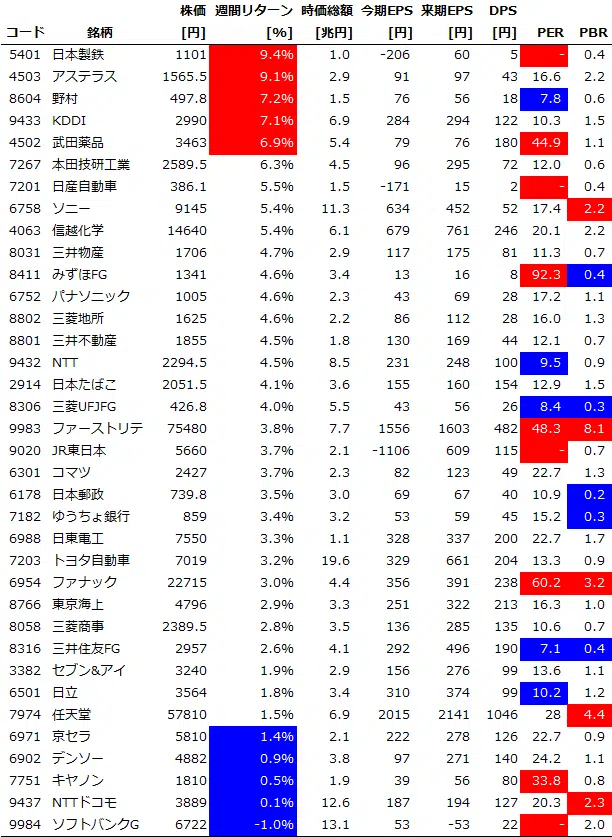 株価 週間リターン 時価総額 今期EPS 来期EPS DPS
コード 銘柄 [円] [%] [兆円] [円] [円] [円] PER PBR
5401 日本製鉄 1101 9.4% 1.0 -206 60 5 - 0.4
4503 アステラス 1565.5 9.1% 2.9 91 97 43 16.6 2.2
8604 野村 497.8 7.2% 1.5 76 56 18 7.8 0.6
9433 KDDI 2990 7.1% 6.9 284 294 122 10.3 1.5
4502 武田薬品 3463 6.9% 5.4 79 76 180 44.9 1.1
7267 本田技研工業 2589.5 6.3% 4.5 96 295 72 12.0 0.6
7201 日産自動車 386.1 5.5% 1.5 -171 15 2 - 0.4
6758 ソニー 9145 5.4% 11.3 634 452 52 17.4 2.2
4063 信越化学 14640 5.4% 6.1 679 761 246 20.1 2.2
8031 三井物産 1706 4.7% 2.9 117 175 81 11.3 0.7
8411 みずほFG 1341 4.6% 3.4 13 16 8 92.3 0.4
6752 パナソニック 1005 4.6% 2.3 43 69 28 17.2 1.1
8802 三菱地所 1625 4.6% 2.2 86 112 28 16.0 1.3
8801 三井不動産 1855 4.5% 1.8 130 169 44 12.1 0.7
9432 NTT 2294.5 4.5% 8.5 231 248 100 9.5 0.9
2914 日本たばこ 2051.5 4.1% 3.6 155 160 154 12.9 1.5
8306 三菱UFJFG 426.8 4.0% 5.5 43 56 26 8.4 0.3
9983 ファーストリテ 75480 3.8% 7.7 1556 1603 482 48.3 8.1
9020 JR東日本 5660 3.7% 2.1 -1106 609 115 - 0.7
6301 コマツ 2427 3.7% 2.3 82 123 49 22.7 1.3
6178 日本郵政 739.8 3.5% 3.0 69 67 40 10.9 0.2
7182 ゆうちょ銀行 859 3.4% 3.2 53 59 45 15.2 0.3
6988 日東電工 7550 3.3% 1.1 328 337 200 22.7 1.7
7203 トヨタ自動車 7019 3.2% 19.6 329 661 204 13.3 0.9
6954 ファナック 22715 3.0% 4.4 356 391 238 60.2 3.2
8766 東京海上 4796 2.9% 3.3 251 322 213 16.3 1.0
8058 三菱商事 2389.5 2.8% 3.5 136 285 135 10.6 0.7
8316 三井住友FG 2957 2.6% 4.1 292 496 190 7.1 0.4
3382 セブン&アイ 3240 1.9% 2.9 156 276 99 13.6 1.1
6501 日立 3564 1.8% 3.4 310 374 99 10.2 1.2
7974 任天堂 57810 1.5% 6.9 2015 2141 1046 28 4.4
6971 京セラ 5810 1.4% 2.1 222 278 126 22.7 0.9
6902 デンソー 4882 0.9% 3.8 97 271 140 24.2 1.1
7751 キヤノン 1810 0.5% 1.9 39 56 80 33.8 0.8
9437 NTTドコモ 3889 0.1% 12.6 187 194 127 20.3 2.3
9984 ソフトバンクG 6722 -1.0% 13.1 53 -53 22 - 2.0